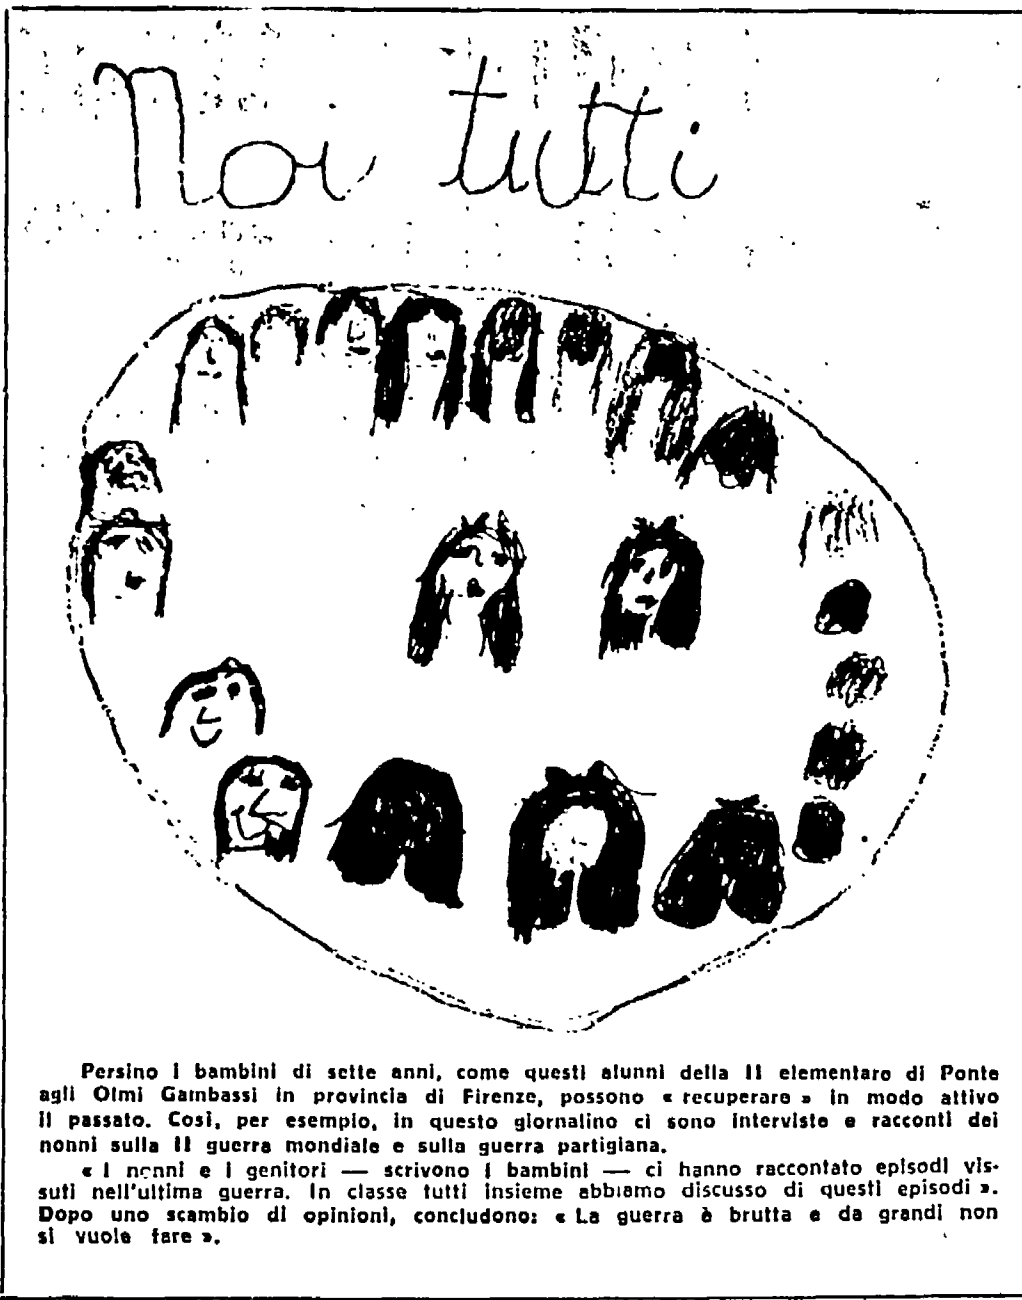 Noi tutti
Persino i bambini di sette anni, come questi alunni della II elementare di Ponte
agli Olmi Gambassi in provincia di Firenze, possono « recuperare » in modo attivo
il passato. Così, per esempio, in questo giornalino ci sono interviste e racconti dei
nonni sulla II guerra mondiale e sulla guerra partigiana.
« I nonni e i genitori — scrivono i bambini — ci hanno raccontato episodi vis-
suti nell'ultima guerra. In classe tutti insieme abbiamo discusso di questi episodi ».
Dopo uno scambio di opinioni, concludono: « La guerra è brutta e da grandi non
si vuole fare ».